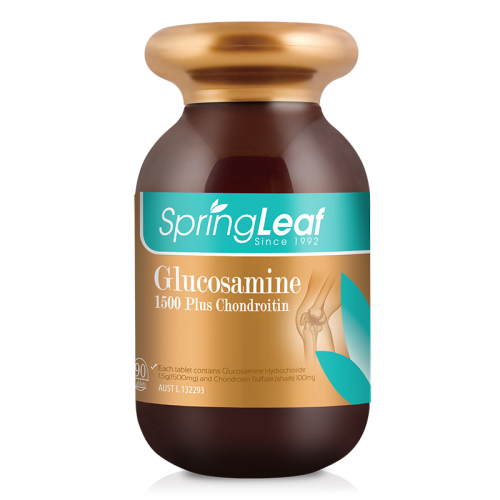 SpringLeaf
Since 1992
Glucosamine
1500 Plus Chondroitin
90
Each tablet contains Glucosamine Hydrochloride
1.5g(1500mg) and Chondroitin Sulfate (shark) 100mg
AUST L 132293